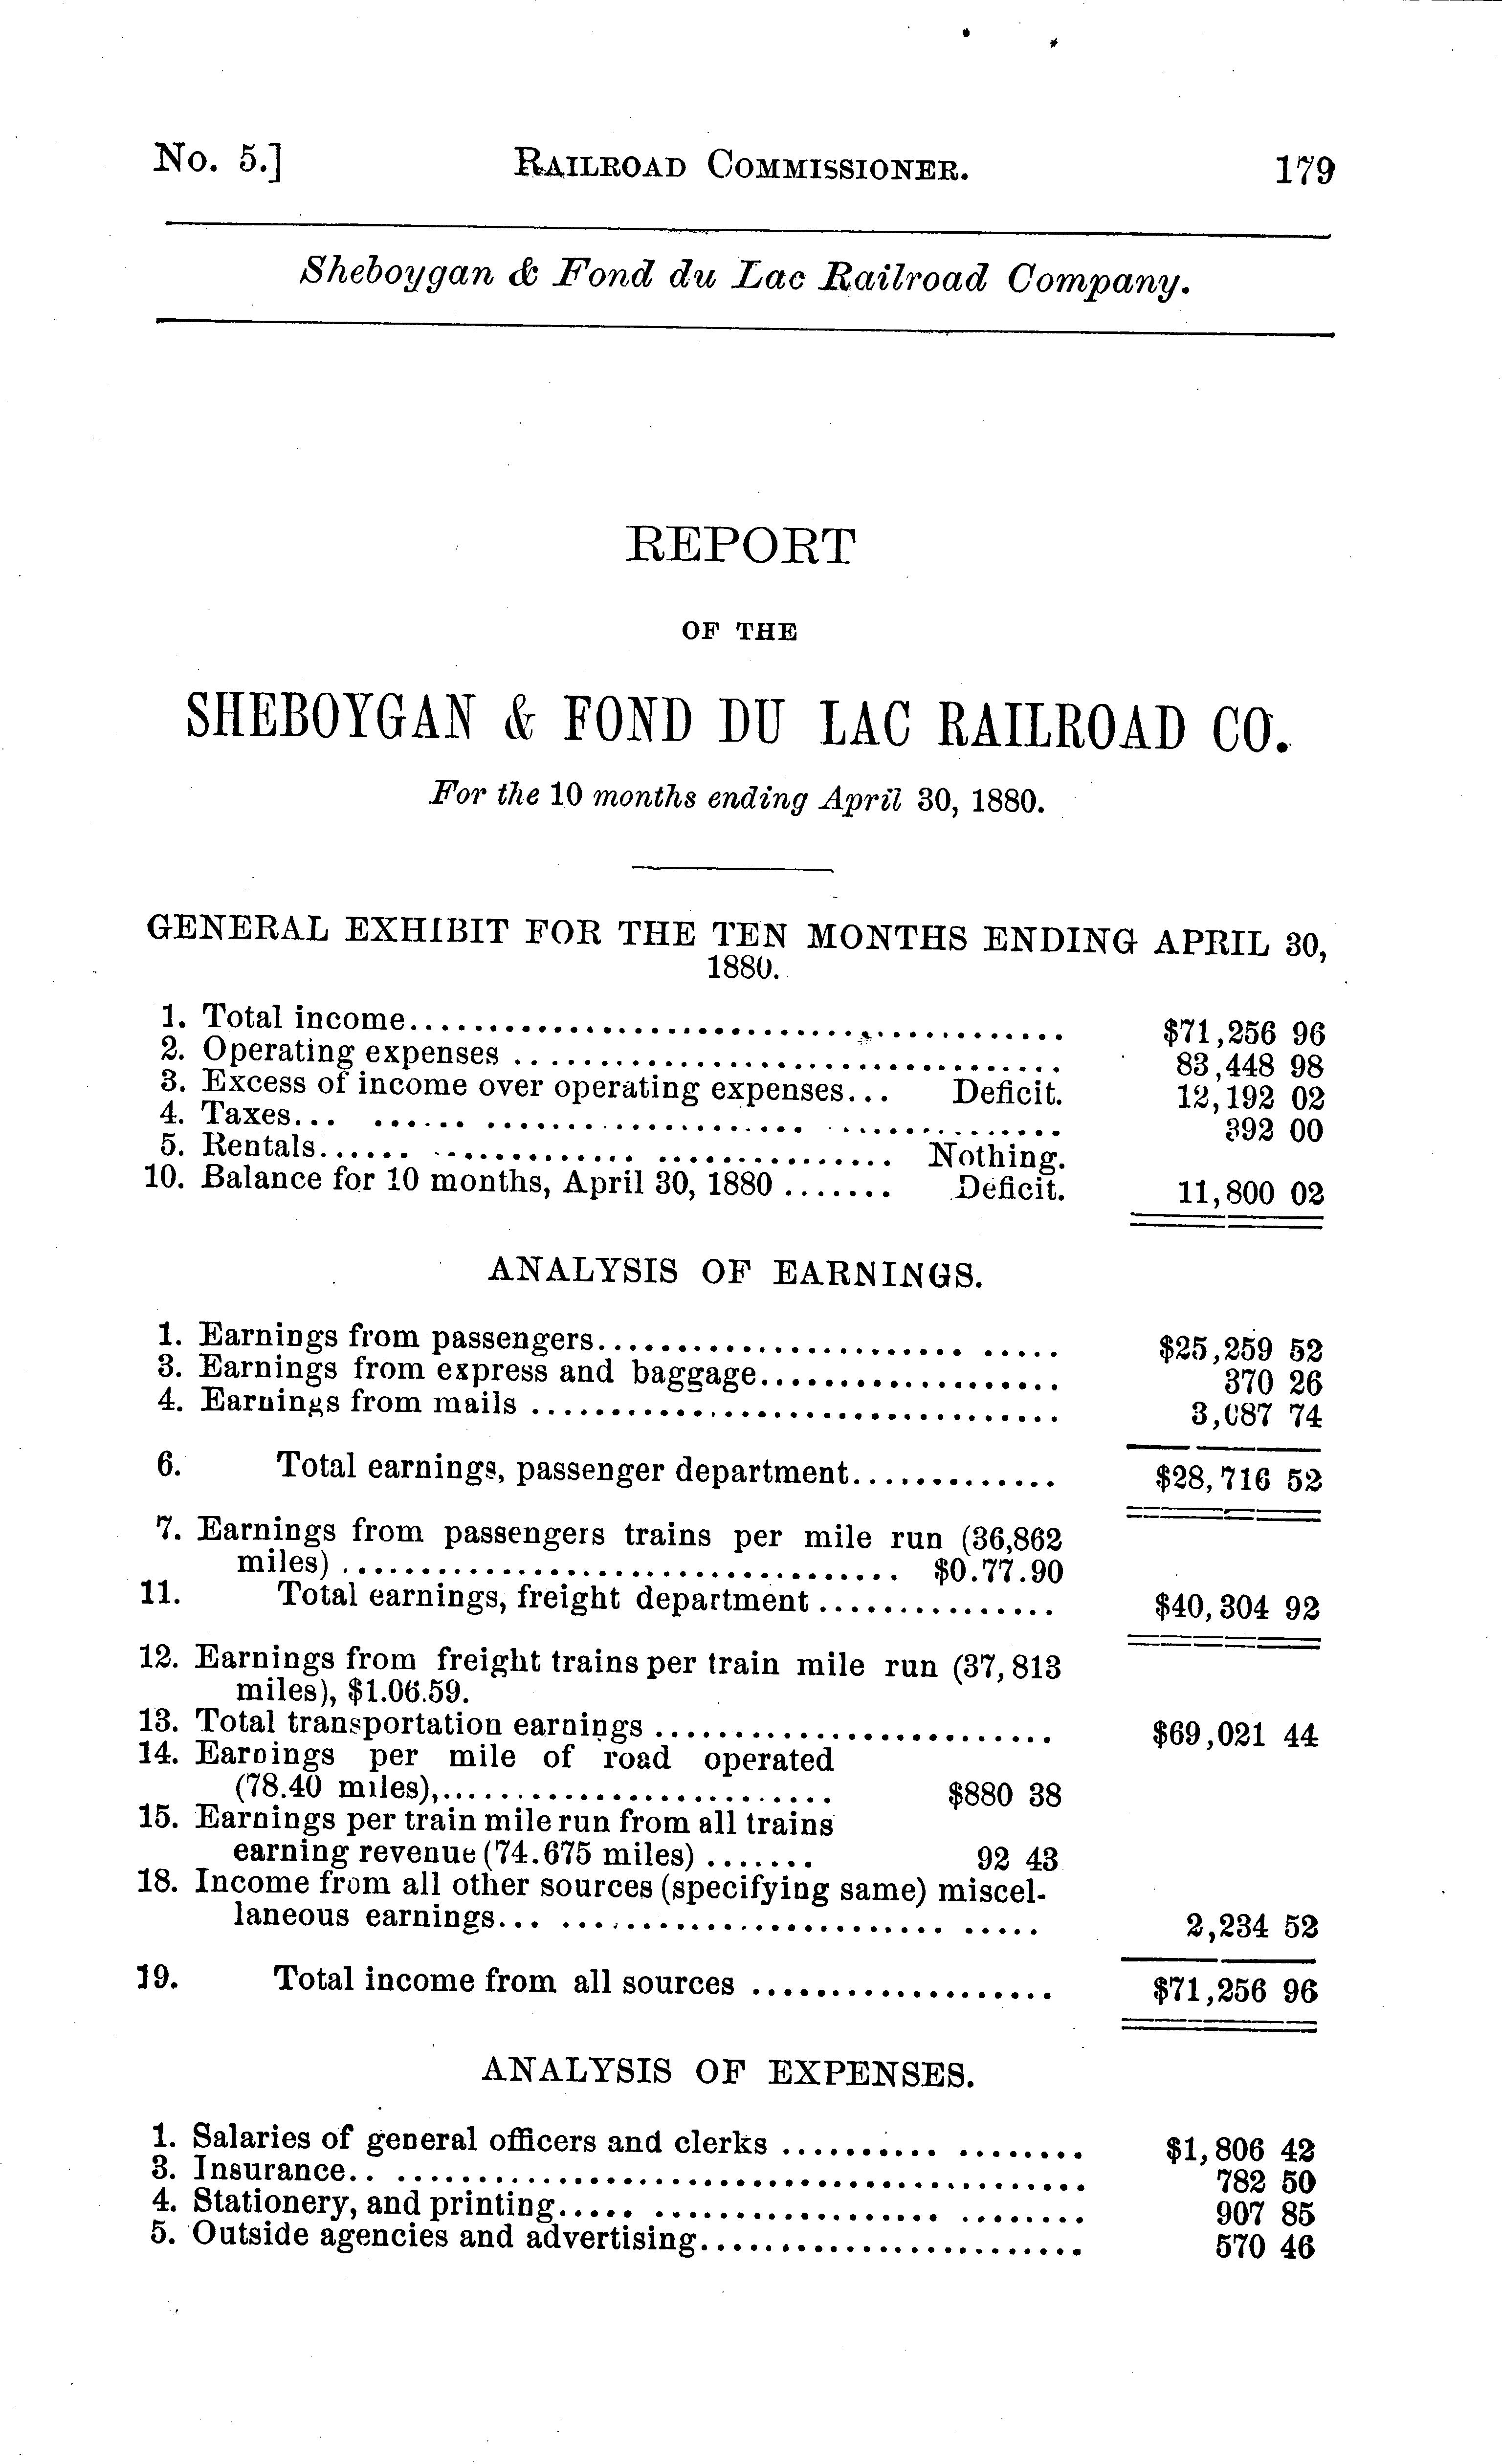 No. 5.] RAILROAD COMMISSIONER. 179
Sheboygan & Fond du Lac Railroad Company.
REPORT
OF THE
SHEBOYGAN & FOND DU LAC RAILROAD CO.
For the 10 months ending April 30, 1880.
GENERAL EXHIBIT FOR THE TEN MONTHS ENDING APRIL 30,
1880.
1. Total income........................................ $71,256 96
2. Operating expenses .................................. 83,448 98
3. Excess of income over operating expenses... Deficit. 12,192 02
4. Taxes... ...... .................... .............. 392 00
5. Rentals...... ............. ............... Nothing.
10. Balance for 10 months, April 30, 1880 ....... Deficit. 11,800 02
ANALYSIS OF EARNINGS.
1. Earnings from passengers....................... ..... $25,259 52
3. Earnings from express and baggage................... 370 26
4. Earnings from mails ................................. 3,087 74
6. Total earnings, passenger department............. $28,716 52
7. Earnings from passengers trains per mile run (36,862
miles) ................................... $0.77.90
11. Total earnings, freight department ............... $40,304 92
12. Earnings from freight trains per train mile run (37,813
miles), $1.06.59.
13. Total transportation earnings ......................... $69,021 44
14. Earnings per mile of road operated
(78.40 miles),......................... $880 38
15. Earnings per train mile run from all trains
earning revenue (74.675 miles) ....... 92 43
18. Income from all other sources (specifying same) miscel-
laneous earnings... ........................ ..... 2,234 52
19. Total income from all sources ................... $71,256 96
ANALYSIS OF EXPENSES.
1. Salaries of general officers and clerks .......... ........ $1,806 42
3. Insurance.. ........................................... 782 50
4. Stationery, and printing..... .................. ........ 907 85
5. Outside agencies and advertising........................ 570 46